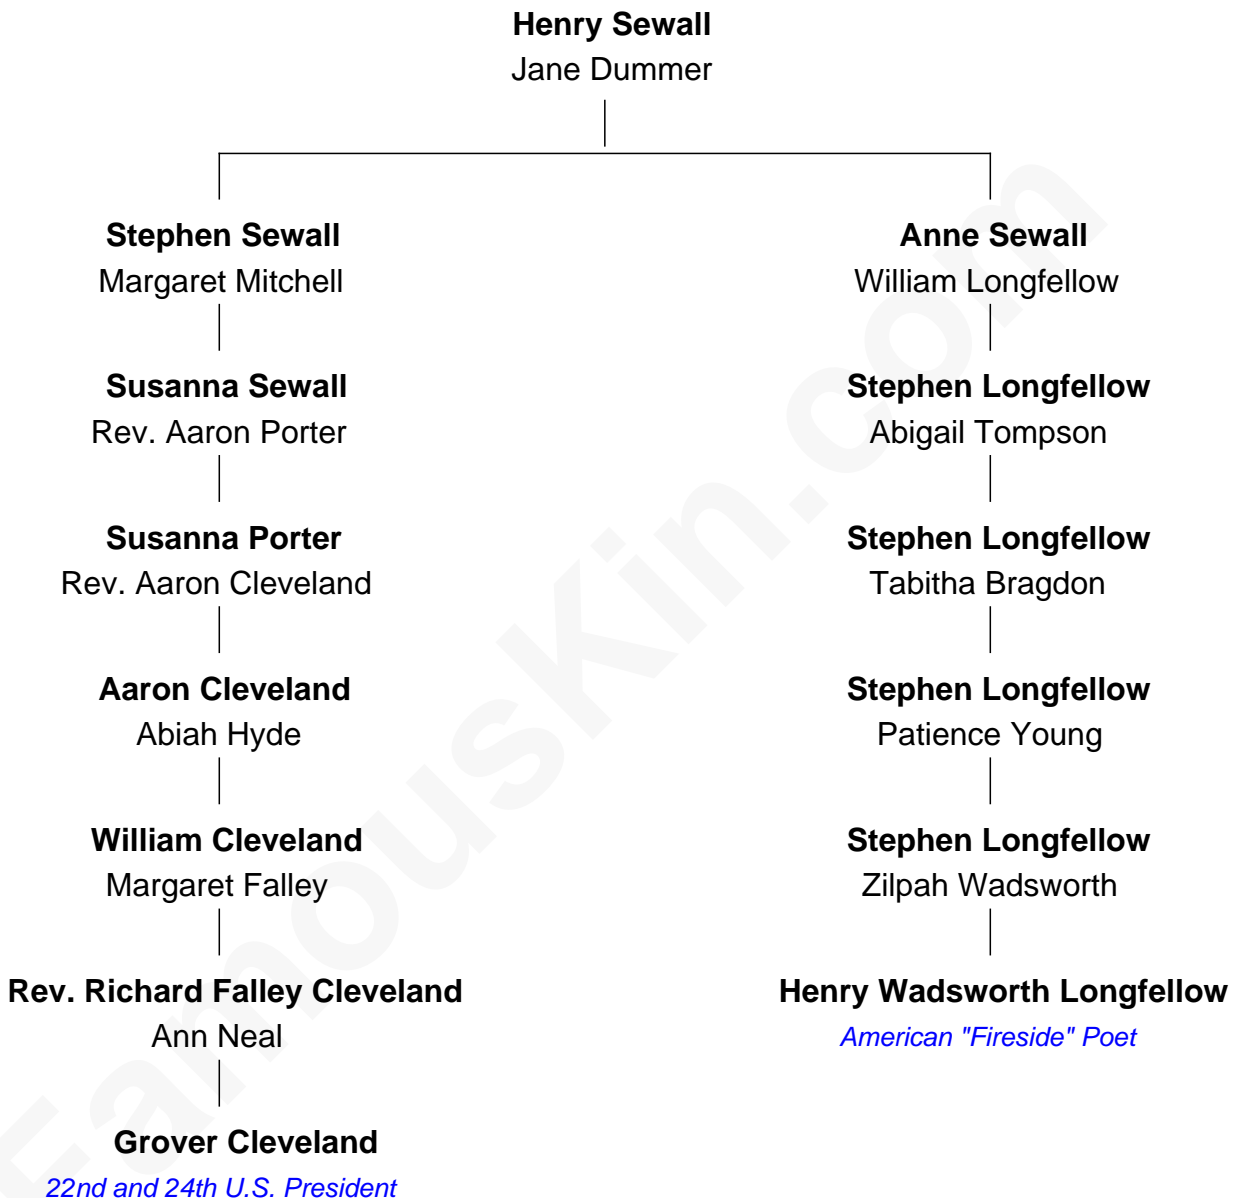 Henry Sewall
Jane Dummer
Stephen Sewall
Margaret Mitchell
Anne Sewall
William Longfellow
Susanna Sewall
Rev. Aaron Porter
Stephen Longfellow
Abigail Tompson
Susanna Porter
Rev. Aaron Cleveland
Stephen Longfellow
Tabitha Bragdon
Aaron Cleveland
Abiah Hyde
Stephen Longfellow
Patience Young
William Cleveland
Margaret Falley
Stephen Longfellow
Zilpah Wadsworth
Rev. Richard Falley Cleveland
Ann Neal
Henry Wadsworth Longfellow
American "Fireside" Poet
Grover Cleveland
22nd and 24th U.S. President
FamousKin.com